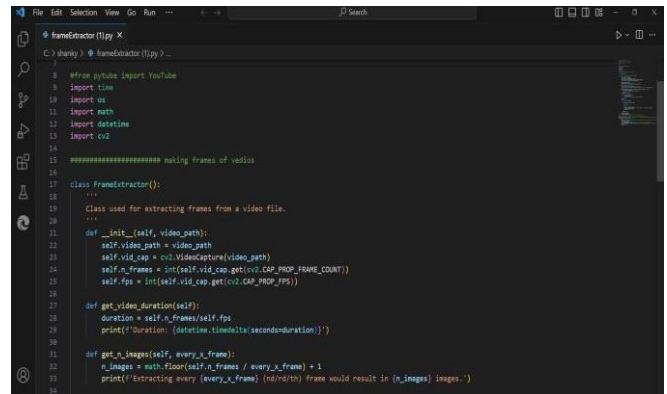 File Edit Selection View Go Run ... Search
frameExtractor (1).py X
C: > shanky > frameExtractor (1).py > ...
7
8 #from pytube import YouTube
9 import time
10 import os
11 import math
12 import datetime
13 import cv2
14
15 ###################### making frames of vedios
16
17 class FrameExtractor():
18 '''
19 Class used for extracting frames from a video file.
20 '''
21 def __init__(self, video_path):
22 self.video_path = video_path
23 self.vid_cap = cv2.VideoCapture(video_path)
24 self.n_frames = int(self.vid_cap.get(cv2.CAP_PROP_FRAME_COUNT))
25 self.fps = int(self.vid_cap.get(cv2.CAP_PROP_FPS))
26
27 def get_video_duration(self):
28 duration = self.n_frames/self.fps
29 print(f'Duration: {datetime.timedelta(seconds=duration)}')
30
31 def get_n_images(self, every_x_frame):
32 n_images = math.floor(self.n_frames / every_x_frame) + 1
33 print(f'Extracting every {every_x_frame} (nd/rd/th) frame would result in {n_images} images.')
34